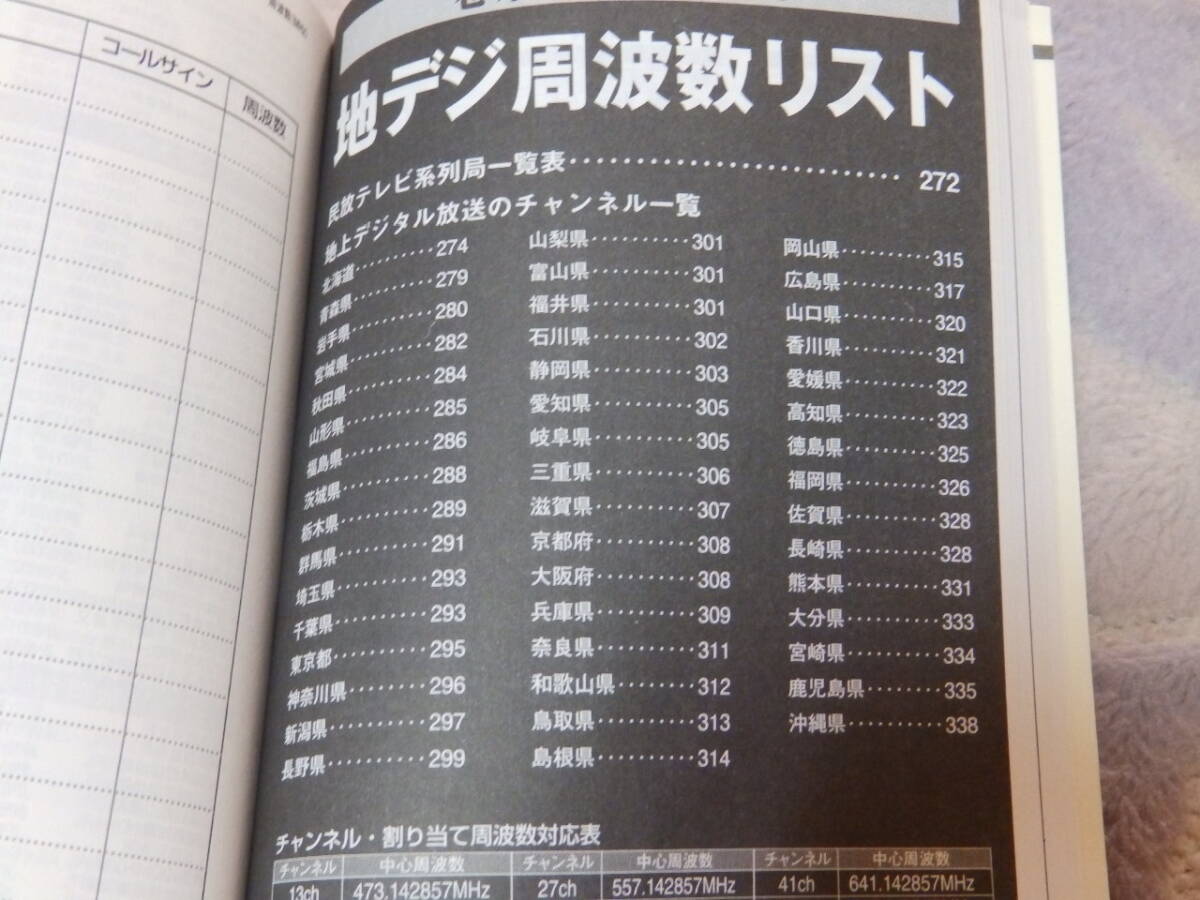 コールサイン
周波数
地デジ周波数リスト
民放テレビ系列局一覧表 272
地上デジタル放送のチャンネル一覧
北海道 274
青森県 279
岩手県 280
宮城県 282
秋田県 284
山形県 285
福島県 286
茨城県 288
栃木県 289
群馬県 291
埼玉県 293
千葉県 293
東京都 295
神奈川県 296
新潟県 297
長野県 299
山梨県 301
富山県 301
福井県 301
石川県 302
静岡県 303
愛知県 305
岐阜県 305
三重県 306
滋賀県 307
京都府 308
大阪府 308
兵庫県 309
奈良県 311
和歌山県 312
鳥取県 313
島根県 314
岡山県 315
広島県 317
山口県 320
香川県 321
愛媛県 322
高知県 323
徳島県 325
福岡県 326
佐賀県 328
長崎県 328
熊本県 331
大分県 333
宮崎県 334
鹿児島県 335
沖縄県 338
チャンネル・割り当て周波数対応表
チャンネル 中心周波数 チャンネル 中心周波数 チャンネル 中心周波数
13ch 473.142857MHz 27ch 557.142857MHz 41ch 641.142857MHz